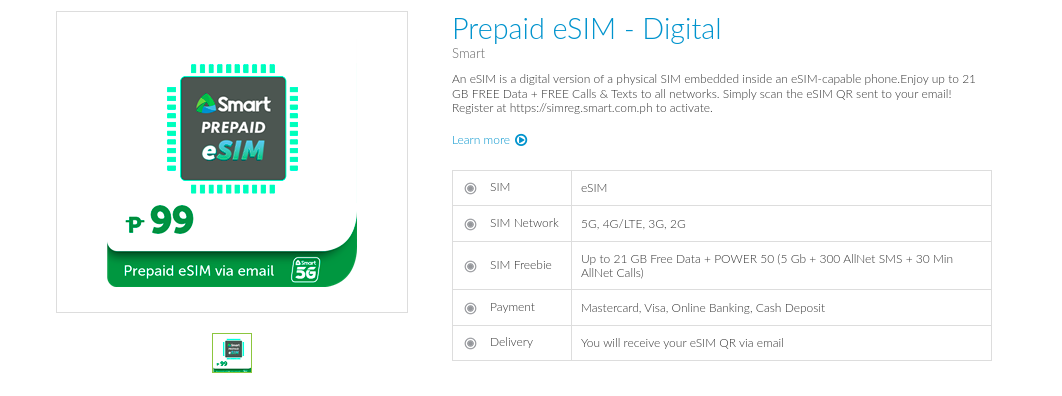 Smart
PREPAID
eSIM
₱ 99
Prepaid eSIM via email
Smart
5G
Prepaid eSIM - Digital
Smart
An eSIM is a digital version of a physical SIM embedded inside an eSIM-capable phone.Enjoy up to 21
GB FREE Data + FREE Calls & Texts to all networks. Simply scan the eSIM QR sent to your email!
Register at https://simreg.smart.com.ph to activate.
Learn more
SIM eSIM
SIM Network 5G, 4G/LTE, 3G, 2G
SIM Freebie Up to 21 GB Free Data + POWER 50 (5 Gb + 300 AllNet SMS + 30 Min
AllNet Calls)
Payment Mastercard, Visa, Online Banking, Cash Deposit
Delivery You will receive your eSIM QR via email
99